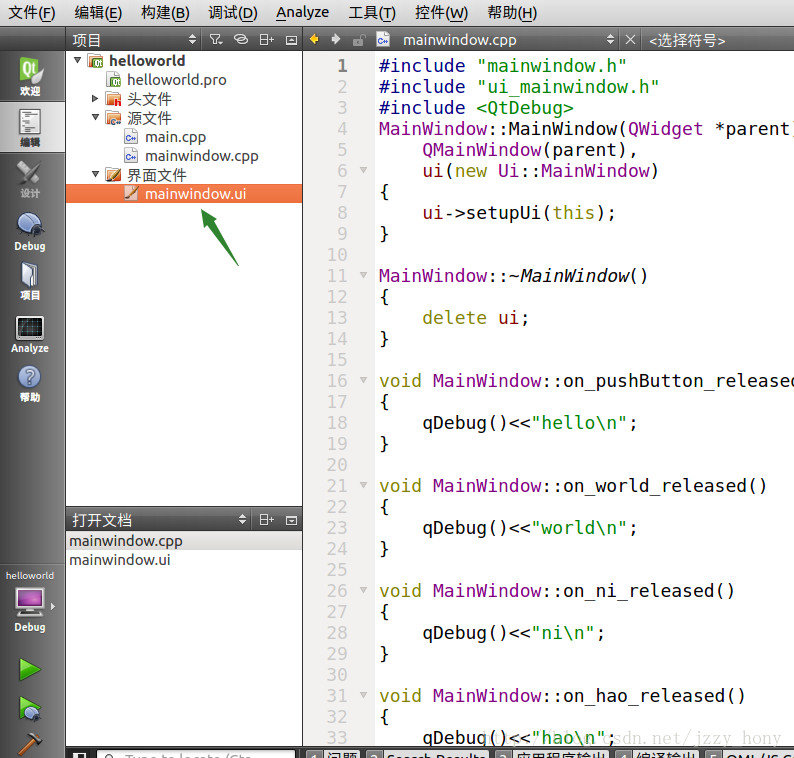 文件(F) 编辑(E) 构建(B) 调试(D) Analyze 工具(T) 控件(W) 帮助(H)
项目
mainwindow.cpp
<选择符号>
欢迎
编辑
设计
Debug
项目
Analyze
帮助
helloworld
helloworld.pro
头文件
源文件
main.cpp
mainwindow.cpp
界面文件
mainwindow.ui
打开文档
mainwindow.cpp
mainwindow.ui
helloworld
Debug
1 #include "mainwindow.h"
2 #include "ui_mainwindow.h"
3 #include <QtDebug>
4 MainWindow::MainWindow(QWidget *parent)
5 QMainWindow(parent),
6 ui(new Ui::MainWindow)
7 {
8 ui->setupUi(this);
9 }
10
11 MainWindow::~MainWindow()
12 {
13 delete ui;
14 }
15
16 void MainWindow::on_pushButton_released
17 {
18 qDebug()<<"hello\n";
19 }
20
21 void MainWindow::on_world_released()
22 {
23 qDebug()<<"world\n";
24 }
25
26 void MainWindow::on_ni_released()
27 {
28 qDebug()<<"ni\n";
29 }
30
31 void MainWindow::on_hao_released()
32 {
33 qDebug()<<"hao\n";
http://blog.csdn.net/jzzy_hony
Type to locate (Ctr
1 问题 2 Search Results 3 应用程序输出 4 编译输出 5 QML/JS C